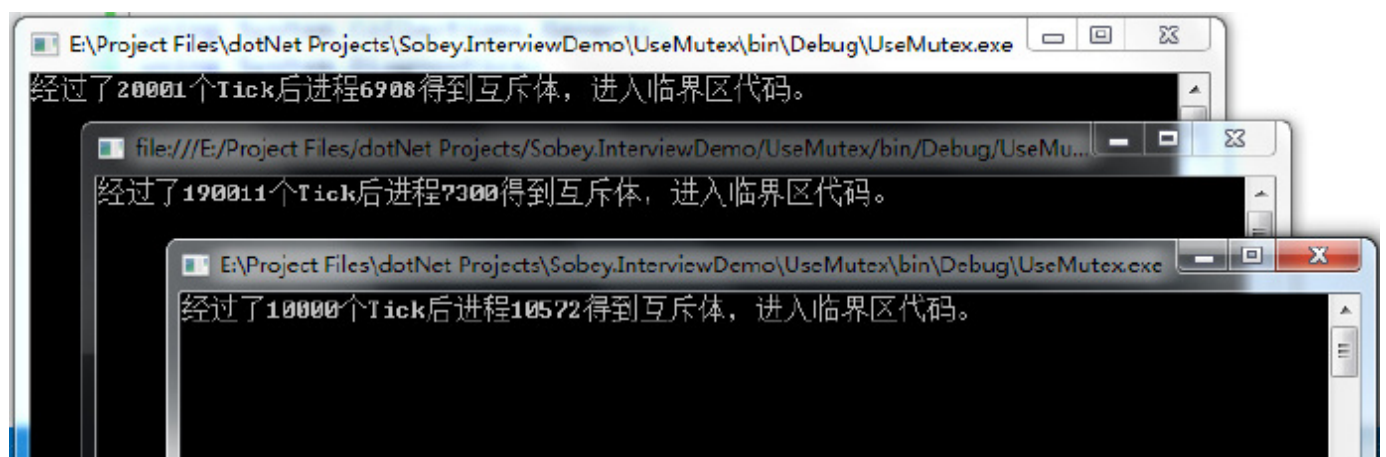 E:\Project Files\dotNet Projects\Sobey.InterviewDemo\UseMutex\bin\Debug\UseMutex.exe
经过了20001个Tick后进程6908得到互斥体，进入临界区代码。
file:///E:/Project Files/dotNet Projects/Sobey.InterviewDemo/UseMutex/bin/Debug/UseMu...
经过了190011个Tick后进程7300得到互斥体，进入临界区代码。
E:\Project Files\dotNet Projects\Sobey.InterviewDemo\UseMutex\bin\Debug\UseMutex.exe
经过了10000个Tick后进程10572得到互斥体，进入临界区代码。